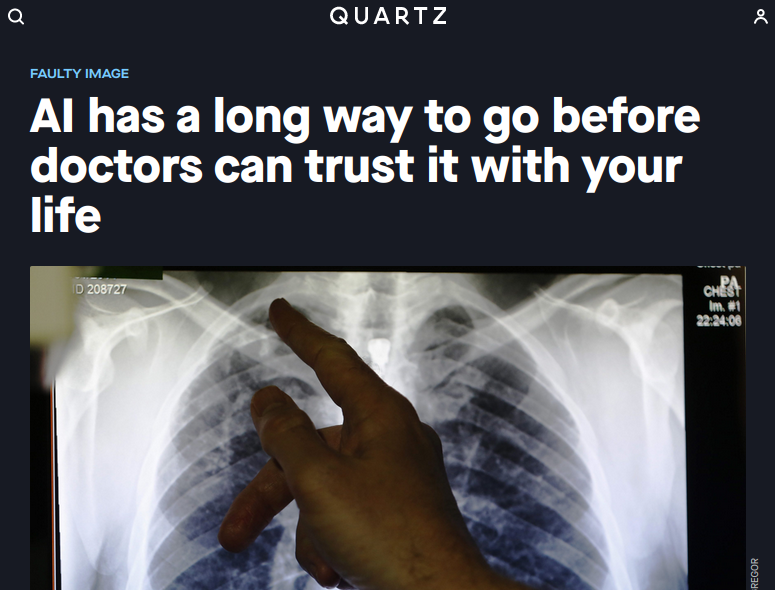 QUARTZ
FAULTY IMAGE
AI has a long way to go before
doctors can trust it with your
life
ID 208727
PA
CHEST
Im. #1
22:24:06